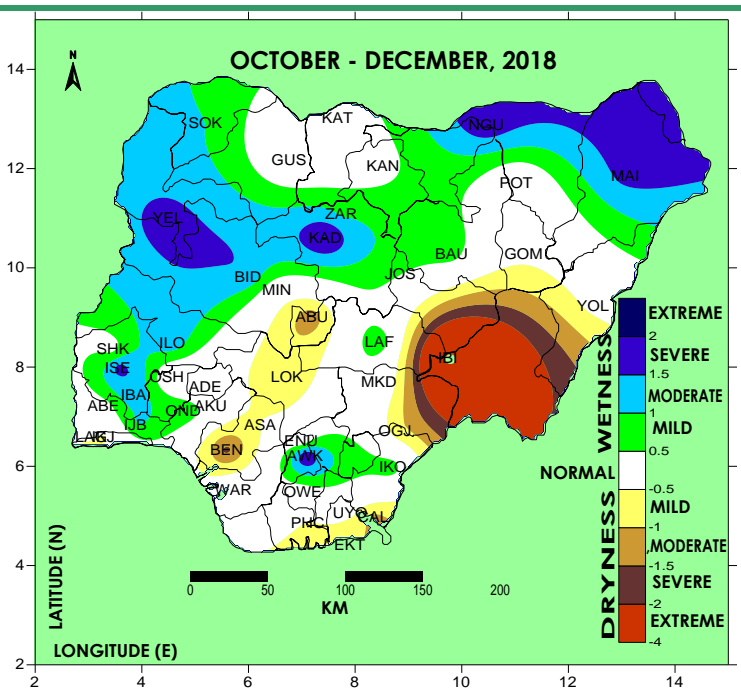 OCTOBER - DECEMBER, 2018
N
14
12
10
8
6
4
2
LATITUDE (N)
SOK
KAT
NGU
GUS
KAN
POT
MAI
YEL
ZAR
KAD
BAU
GOM
BID
JOS
MIN
YOL
ABU
SHK
ILO
LAF
IBI
ISE
OSH
LOK
MKD
IBA
ADE
ABE
OND
AKU
IJB
ASA
OGJ
ENU
BEN
AWK
IKO
WAR
OWE
UYO
CAL
PHC
EKT
0 50 100 150 200
KM
LONGITUDE (E)
2 4 6 8 10 12 14
WETNESS
EXTREME
2
SEVERE
1.5
MODERATE
1
MILD
0.5
NORMAL
-0.5
DRYNESS
MILD
-1
MODERATE
-1.5
SEVERE
-2
EXTREME
-4